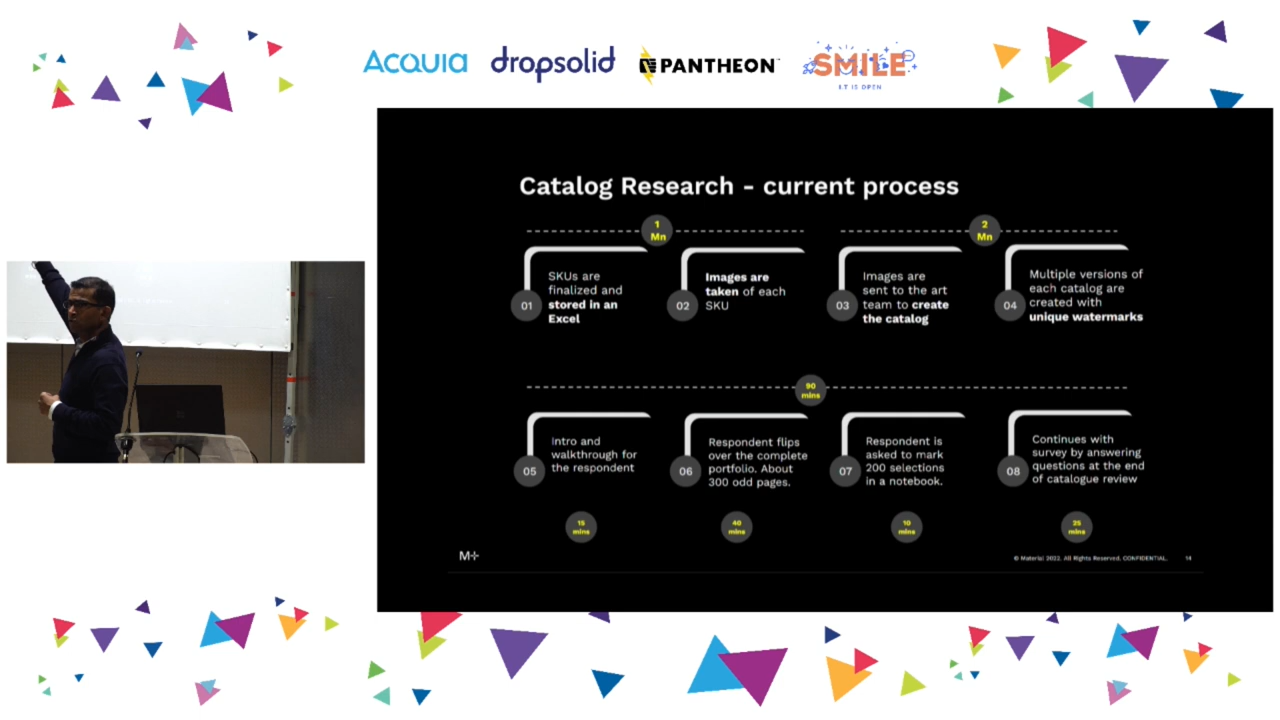 Acquia
dropsolid
PANTHEON
SMILE
I.T IS OPEN
Catalog Research - current process
1
Mn
2
Mn
01
SKUs are
finalized and
stored in an
Excel
02
Images are
taken of each
SKU
03
Images are
sent to the art
team to create
the catalog
04
Multiple versions of
each catalog are
created with
unique watermarks
90
mins
05
Intro and
walkthrough for
the respondent
06
Respondent flips
over the complete
portfolio. About
300 odd pages.
07
Respondent is
asked to mark
200 selections
in a notebook.
08
Continues with
survey by answering
questions at the end
of catalogue review
15
mins
40
mins
10
mins
25
mins
M+
© Material 2022. All Rights Reserved. CONFIDENTIAL. 14